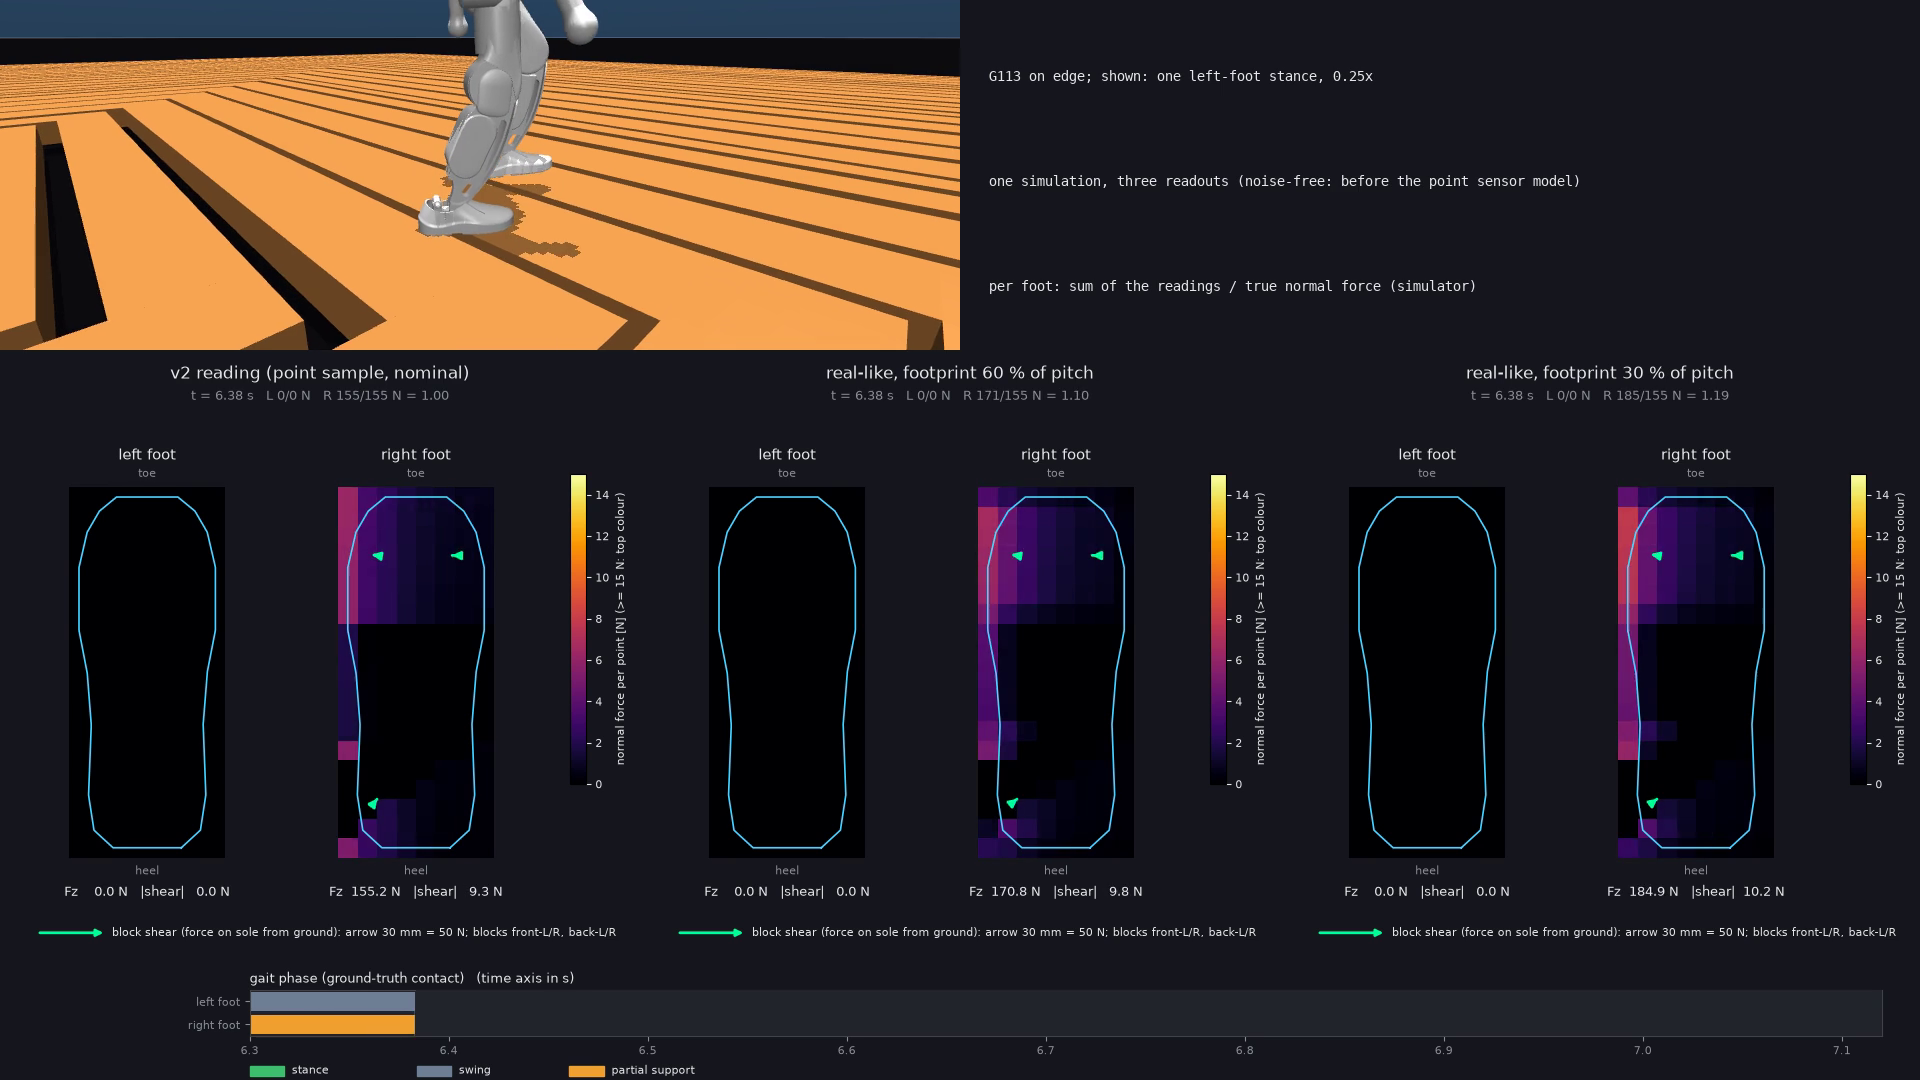 G113 on edge; shown: one left-foot stance, 0.25x
one simulation, three readouts (noise-free: before the point sensor model)
per foot: sum of the readings / true normal force (simulator)
v2 reading (point sample, nominal)
t = 6.38 s   L 0/0 N   R 155/155 N = 1.00
left foot
toe
right foot
toe
14
12
10
8
6
4
2
0
normal force per point [N] (>= 15 N: top colour)
heel
heel
Fz    0.0 N   |shear|   0.0 N
Fz  155.2 N   |shear|   9.3 N
block shear (force on sole from ground): arrow 30 mm = 50 N; blocks front-L/R, back-L/R
real-like, footprint 60 % of pitch
t = 6.38 s   L 0/0 N   R 171/155 N = 1.10
left foot
toe
right foot
toe
14
12
10
8
6
4
2
0
normal force per point [N] (>= 15 N: top colour)
heel
heel
Fz    0.0 N   |shear|   0.0 N
Fz  170.8 N   |shear|   9.8 N
block shear (force on sole from ground): arrow 30 mm = 50 N; blocks front-L/R, back-L/R
real-like, footprint 30 % of pitch
t = 6.38 s   L 0/0 N   R 185/155 N = 1.19
left foot
toe
right foot
toe
14
12
10
8
6
4
2
0
normal force per point [N] (>= 15 N: top colour)
heel
heel
Fz    0.0 N   |shear|   0.0 N
Fz  184.9 N   |shear|  10.2 N
block shear (force on sole from ground): arrow 30 mm = 50 N; blocks front-L/R, back-L/R
gait phase (ground-truth contact)   (time axis in s)
left foot
right foot
6.3 6.4 6.5 6.6 6.7 6.8 6.9 7.0 7.1
stance swing partial support